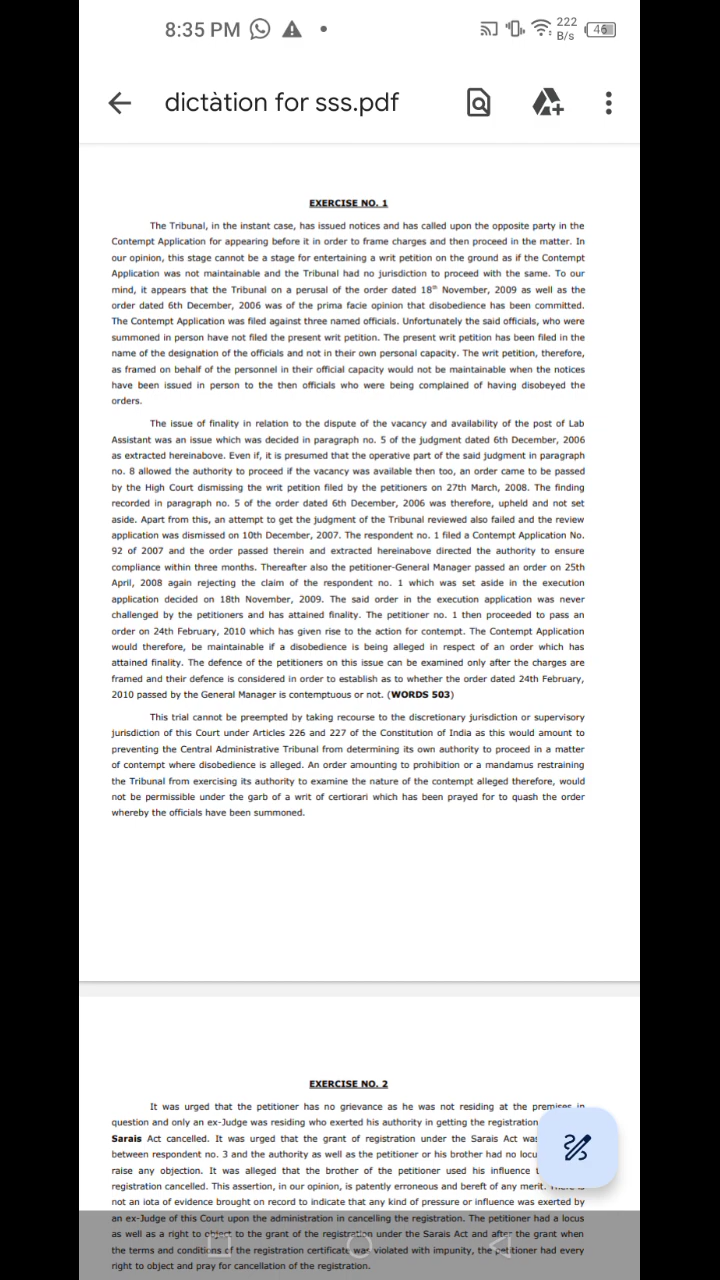 8:35 PM
222
B/s
46
dictàtion for sss.pdf
EXERCISE NO. 1
The Tribunal, in the instant case, has issued notices and has called upon the opposite party in the
Contempt Application for appearing before it in order to frame charges and then proceed in the matter. In
our opinion, this stage cannot be a stage for entertaining a writ petition on the ground as if the Contempt
Application was not maintainable and the Tribunal had no jurisdiction to proceed with the same. To our
mind, it appears that the Tribunal on a perusal of the order dated 18th November, 2009 as well as the
order dated 6th December, 2006 was of the prima facie opinion that disobedience has been committed.
The Contempt Application was filed against three named officials. Unfortunately the said officials, who were
summoned in person have not filed the present writ petition. The present writ petition has been filed in the
name of the designation of the officials and not in their own personal capacity. The writ petition, therefore,
as framed on behalf of the personnel in their official capacity would not be maintainable when the notices
have been issued in person to the then officials who were being complained of having disobeyed the
orders.
The issue of finality in relation to the dispute of the vacancy and availability of the post of Lab
Assistant was an issue which was decided in paragraph no. 5 of the judgment dated 6th December, 2006
as extracted hereinabove. Even if, it is presumed that the operative part of the said judgment in paragraph
no. 8 allowed the authority to proceed if the vacancy was available then too, an order came to be passed
by the High Court dismissing the writ petition filed by the petitioners on 27th March, 2008. The finding
recorded in paragraph no. 5 of the order dated 6th December, 2006 was therefore, upheld and not set
aside. Apart from this, an attempt to get the judgment of the Tribunal reviewed also failed and the review
application was dismissed on 10th December, 2007. The respondent no. 1 filed a Contempt Application No.
92 of 2007 and the order passed therein and extracted hereinabove directed the authority to ensure
compliance within three months. Thereafter also the petitioner-General Manager passed an order on 25th
April, 2008 again rejecting the claim of the respondent no. 1 which was set aside in the execution
application decided on 18th November, 2009. The said order in the execution application was never
challenged by the petitioners and has attained finality. The petitioner no. 1 then proceeded to pass an
order on 24th February, 2010 which has given rise to the action for contempt. The Contempt Application
would therefore, be maintainable if a disobedience is being alleged in respect of an order which has
attained finality. The defence of the petitioners on this issue can be examined only after the charges are
framed and their defence is considered in order to establish as to whether the order dated 24th February,
2010 passed by the General Manager is contemptuous or not. (WORDS 503)
This trial cannot be preempted by taking recourse to the discretionary jurisdiction or supervisory
jurisdiction of this Court under Articles 226 and 227 of the Constitution of India as this would amount to
preventing the Central Administrative Tribunal from determining its own authority to proceed in a matter
of contempt where disobedience is alleged. An order amounting to prohibition or a mandamus restraining
the Tribunal from exercising its authority to examine the nature of the contempt alleged therefore, would
not be permissible under the garb of a writ of certiorari which has been prayed for to quash the order
whereby the officials have been summoned.
EXERCISE NO. 2
It was urged that the petitioner has no grievance as he was not residing at the premises in
question and only an ex-Judge was residing who exerted his authority in getting the registration
Sarais Act cancelled. It was urged that the grant of registration under the Sarais Act was
between respondent no. 3 and the authority as well as the petitioner or his brother had no locu
raise any objection. It was alleged that the brother of the petitioner used his influence
registration cancelled. This assertion, in our opinion, is patently erroneous and bereft of any merit.
not an iota of evidence brought on record to indicate that any kind of pressure or influence was exerted by
an ex-Judge of this Court upon the administration in cancelling the registration. The petitioner had a locus
as well as a right to object to the grant of the registration under the Sarais Act and after the grant when
the terms and conditions of the registration certificate was violated with impunity, the petitioner had every
right to object and pray for cancellation of the registration.